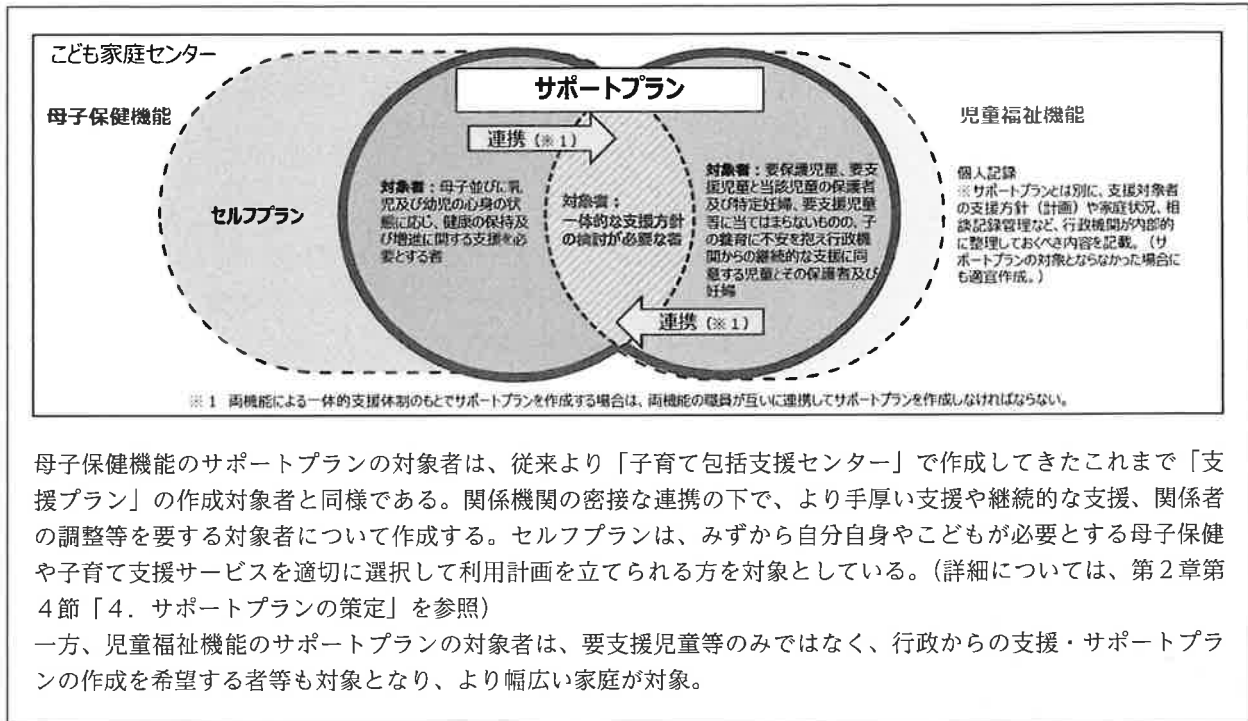 こども家庭センター
サポートプラン
母子保健機能
児童福祉機能
連携（※１）
セルフプラン
対象者：母子並びに乳
児及び幼児の心身の状
態に応じ、健康の保持及
び増進に関する支援を必
要とする者
対象者：
一体的な支援方針
の検討が必要な者
対象者：要保護児童、要支
援児童と当該児童の保護者
及び特定妊婦、要支援児童
等に当てはまらないものの、子
の養育に不安を抱え行政機
関からの継続的な支援に同
意する児童とその保護者及び
妊婦
個人記録
※サポートプランとは別に、支援対象者
の支援方針（計画）や家庭状況、相
談記録管理など、行政機関が内部的
に整理しておくべき内容を記載。（サ
ポートプランの対象とならなかった場合に
も適宜作成。）
連携（※１）
※１ 両機能による一体的支援体制のもとでサポートプランを作成する場合は、両機能の職員が互いに連携してサポートプランを作成しなければならない。
母子保健機能のサポートプランの対象者は、従来より「子育て包括支援センター」で作成してきたこれまで「支
援プラン」の作成対象者と同様である。関係機関の密接な連携の下で、より手厚い支援や継続的な支援、関係者
の調整等を要する対象者について作成する。セルフプランは、みずから自分自身やこどもが必要とする母子保健
や子育て支援サービスを適切に選択して利用計画を立てられる方を対象としている。（詳細については、第２章第
４節「４．サポートプランの策定」を参照）
一方、児童福祉機能のサポートプランの対象者は、要支援児童等のみではなく、行政からの支援・サポートプラ
ンの作成を希望する者等も対象となり、より幅広い家庭が対象。